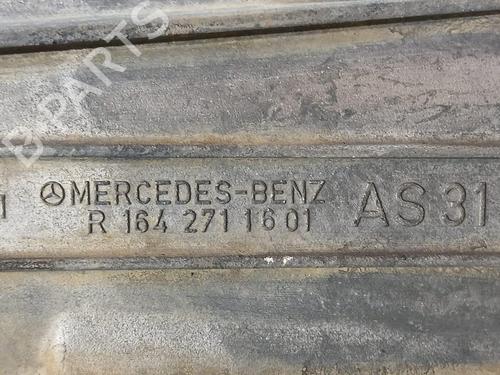 B PARTS
MERCEDES-BENZ
R 164 271 16 01
AS 31